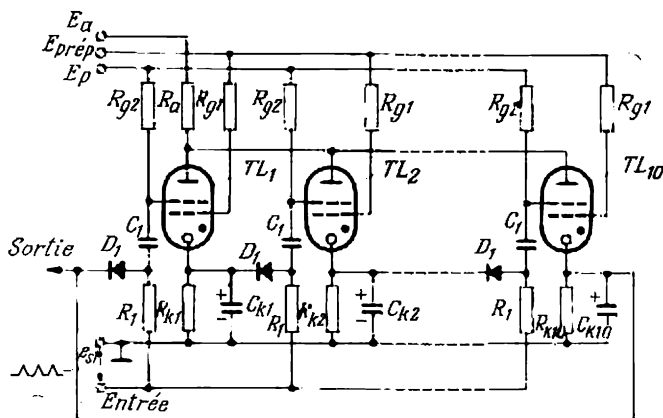 Ea
Eprép
Ep
Rg2 Ra Rg1 Rg2 Rg1 Rg2 Rg1
TL1 TL2 TL10
C1 C1 C1
Sortie D1 D1 D1
R1 Rk1 Ck1 R1 Rk2 Ck2 R1 Rk10 Ck10
+ + +
- -
Entrée